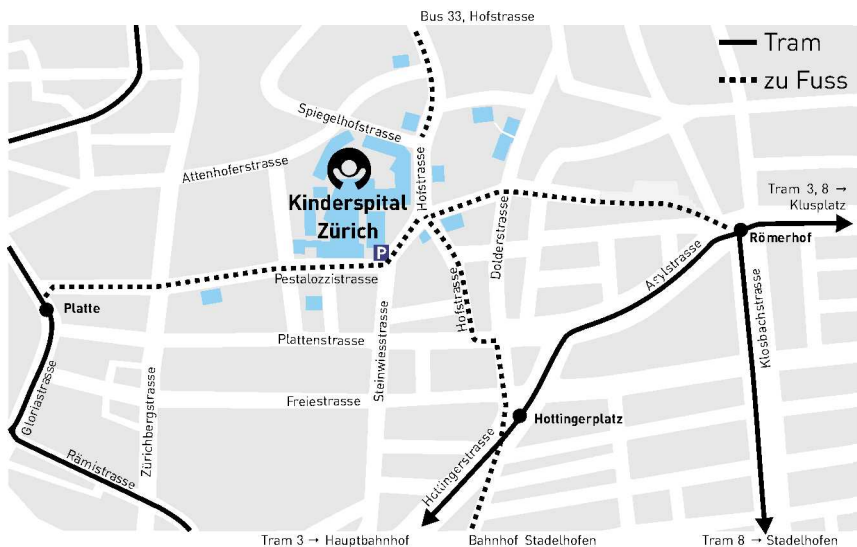 Bus 33, Hofstrasse
Tram
zu Fuss
Spiegelhofstrasse
Attenhoferstrasse
Hofstrasse
Kinderspital
Zürich
P
Tram 3, 8 →
Klusplatz
Römerhof
Dolderstrasse
Asylstrasse
Pestalozzistrasse
Hofstrasse
Platte
Plattenstrasse
Steinwiesstrasse
Klosbachstrasse
Gloriastrasse
Zürichbergstrasse
Freiestrasse
Hottingerplatz
Hottingerstrasse
Rämistrasse
Tram 3 → Hauptbahnhof
Bahnhof Stadelhofen
Tram 8 → Stadelhofen